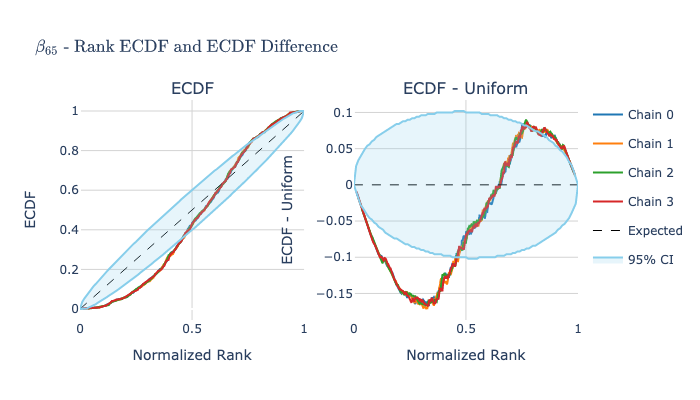 β₆₅ - Rank ECDF and ECDF Difference
ECDF
ECDF - Uniform
ECDF
1
0.8
0.6
0.4
0.2
0
0
0.5
1
Normalized Rank
ECDF - Uniform
0.1
0.05
0
−0.05
−0.1
−0.15
0
0.5
1
Normalized Rank
Chain 0
Chain 1
Chain 2
Chain 3
Expected
95% CI